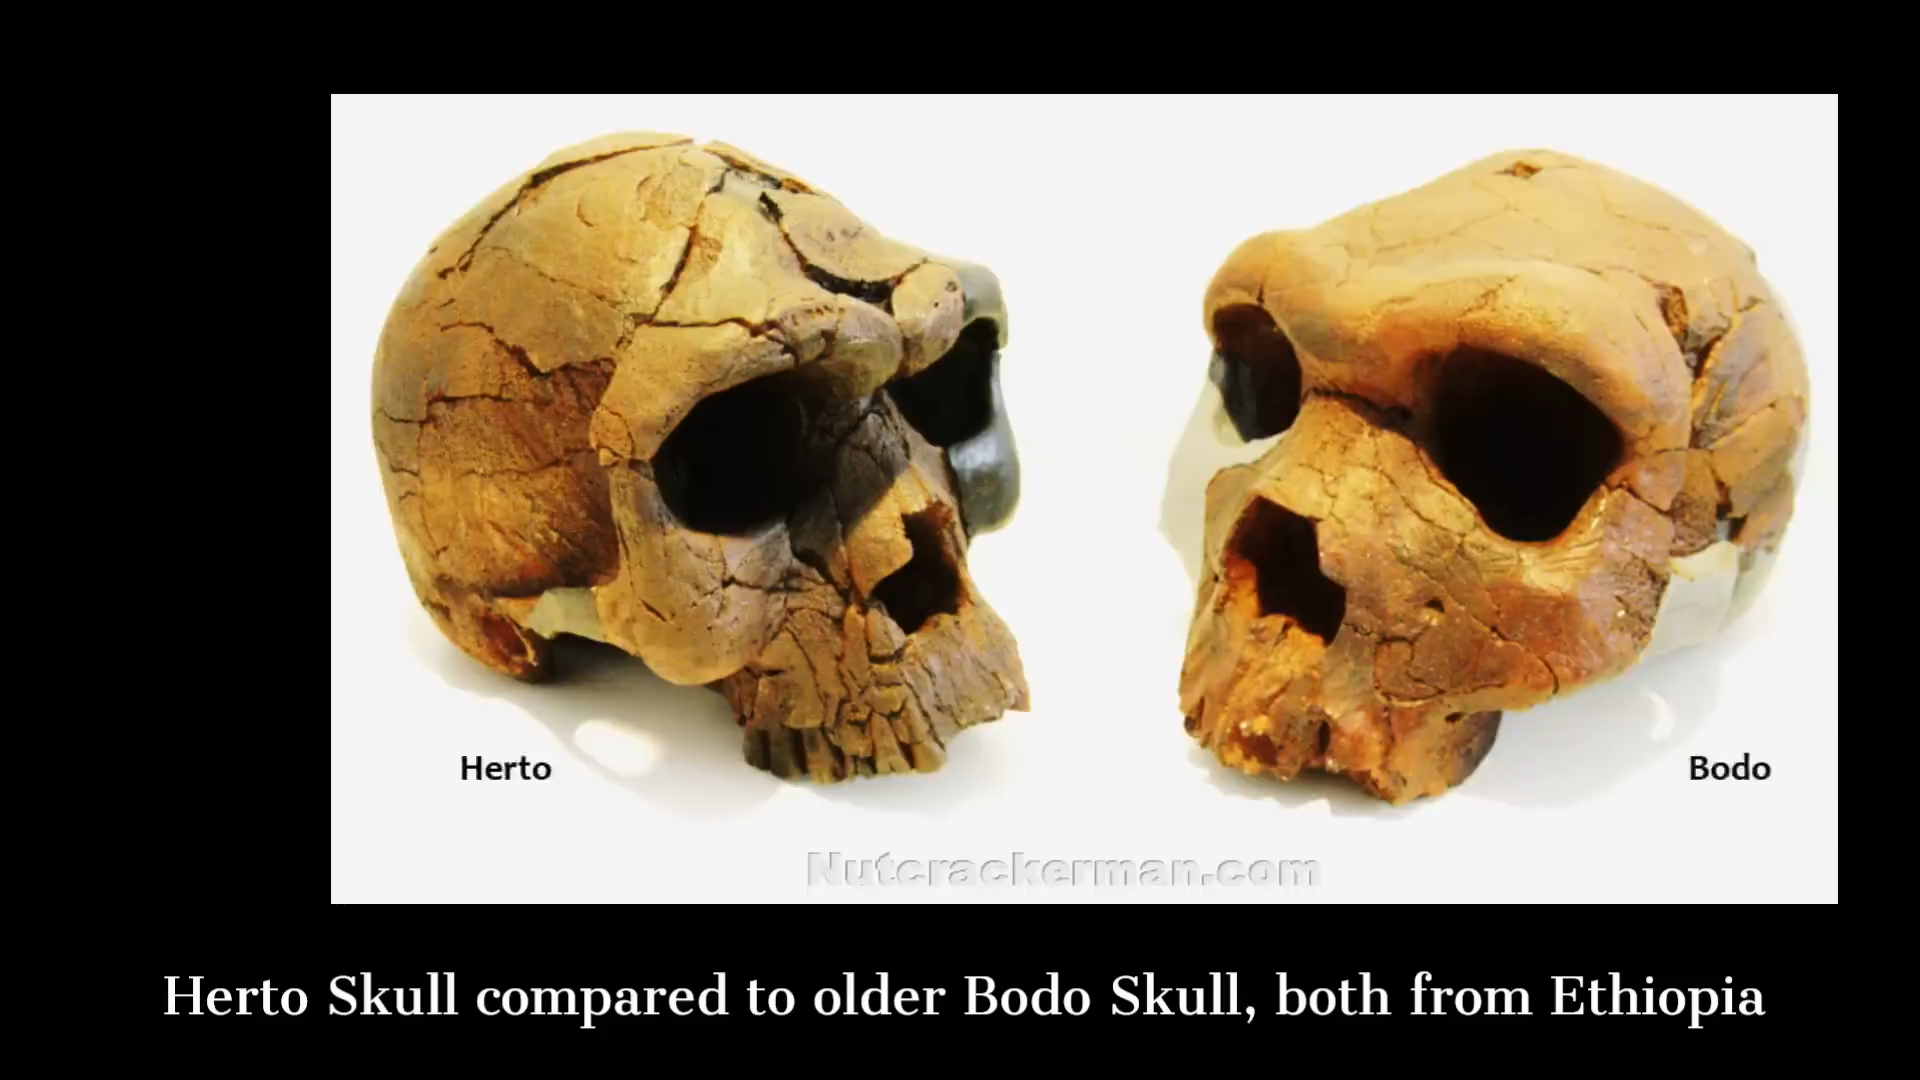 Herto
Bodo
Nutcrackerman.com
Herto Skull compared to older Bodo Skull, both from Ethiopia